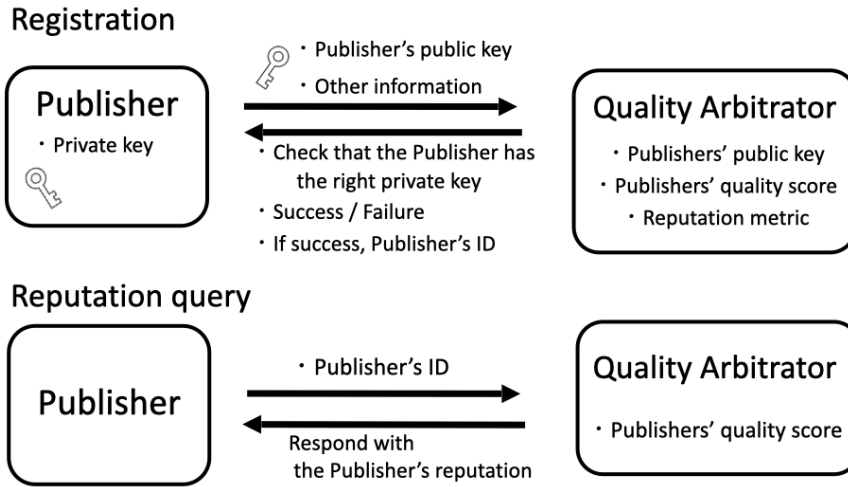 Registration
Publisher
・Private key
・Publisher's public key
・Other information
・Check that the Publisher has
the right private key
・Success / Failure
・If success, Publisher's ID
Quality Arbitrator
・Publishers' public key
・Publishers' quality score
・Reputation metric
Reputation query
Publisher
・Publisher's ID
Respond with
the Publisher's reputation
Quality Arbitrator
・Publishers' quality score